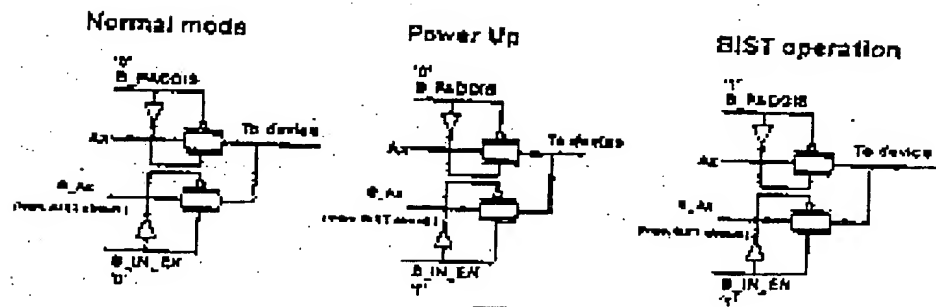 Normal mode
Power Up
BIST operation
"0"
B_PADDIS
Ax
To device
B_Ax
B_IN_EN
"0"
"0"
B_PADDIS
Ax
To device
B_Ax
B_IN_EN
"1"
"1"
B_PADDIS
Ax
To device
B_Ax
B_IN_EN
"1"